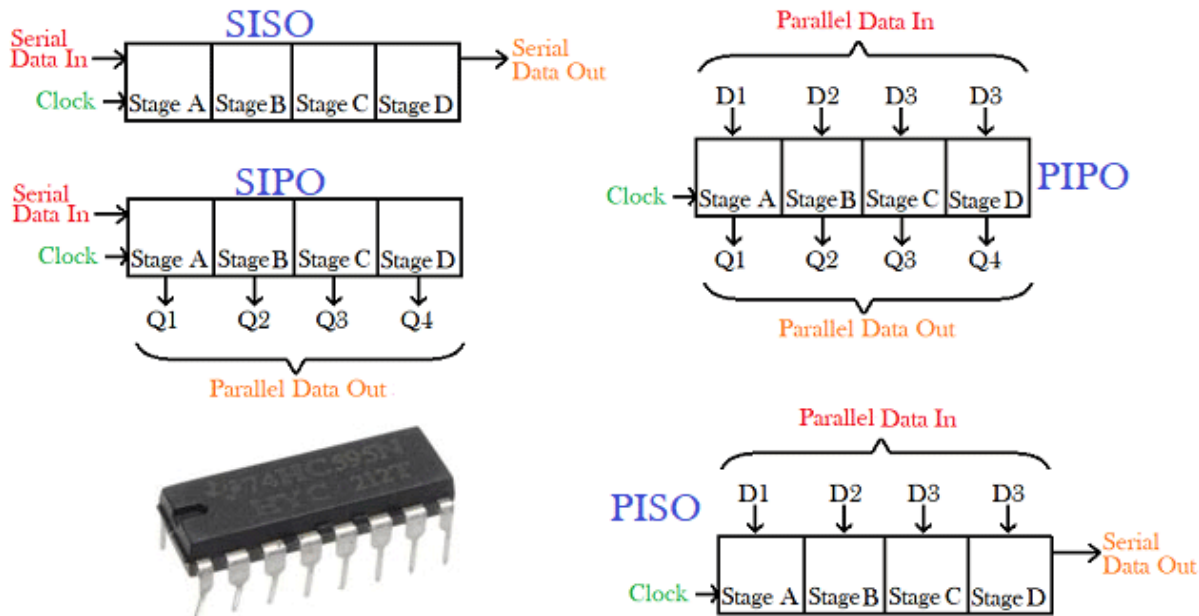 SISO
Serial
Data In
Serial
Data Out
Clock
Stage A Stage B Stage C Stage D
SIPO
Serial
Data In
Clock
Stage A Stage B Stage C Stage D
Q1 Q2 Q3 Q4
Parallel Data Out
Parallel Data In
D1 D2 D3 D3
PIPO
Clock
Stage A Stage B Stage C Stage D
Q1 Q2 Q3 Q4
Parallel Data Out
Parallel Data In
D1 D2 D3 D3
PISO
Serial
Data Out
Clock
Stage A Stage B Stage C Stage D
74HC595N
212T